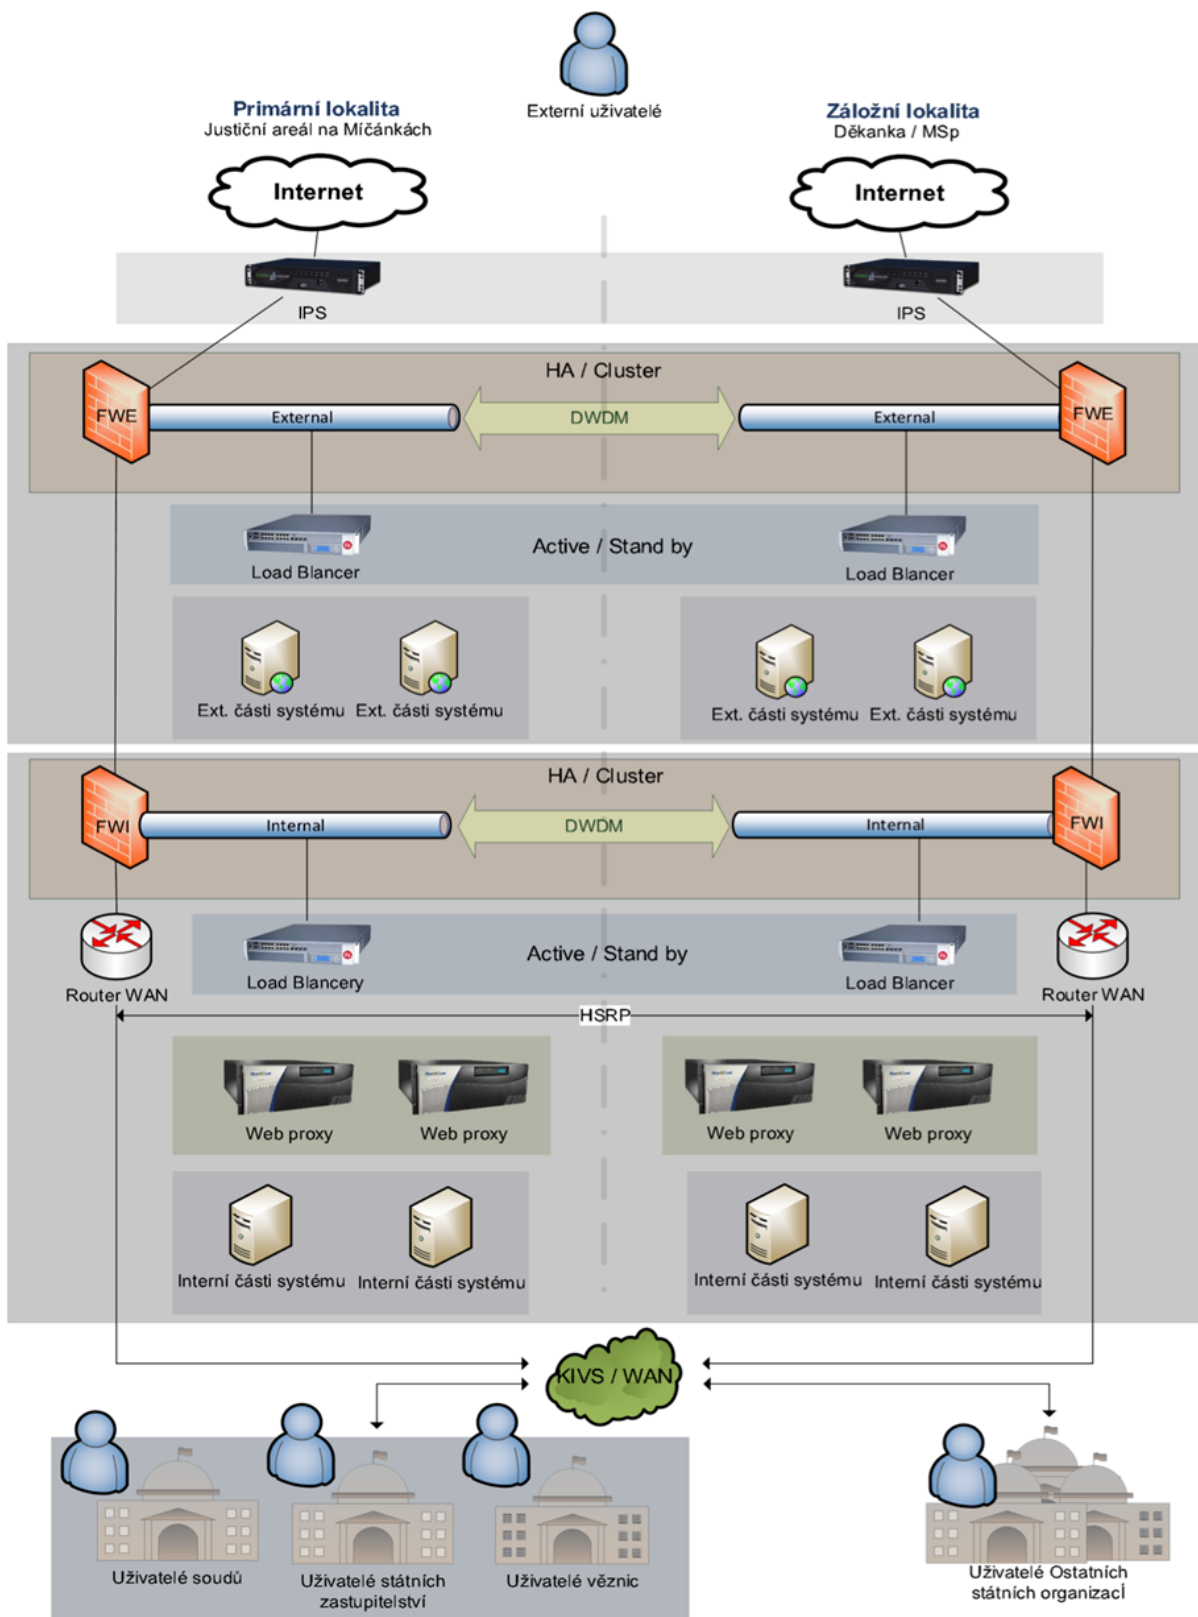 Externí uživatelé
Primární lokalita
Justiční areál na Míčánkách
Záložní lokalita
Děkanka / MSp
Internet
Internet
IPS
IPS
HA / Cluster
FWE
External
DWDM
External
FWE
Active / Stand by
Load Blancer
Load Blancer
Ext. části systému
Ext. části systému
Ext. části systému
Ext. části systému
HA / Cluster
FWI
Internal
DWDM
Internal
FWI
Active / Stand by
Load Blancery
Load Blancer
Router WAN
Router WAN
HSRP
Web proxy
Web proxy
Web proxy
Web proxy
Interní části systému
Interní části systému
Interní části systému
Interní části systému
KIVS / WAN
Uživatelé soudů
Uživatelé státních
zastupitelství
Uživatelé věznic
Uživatelé Ostatních
státních organizací